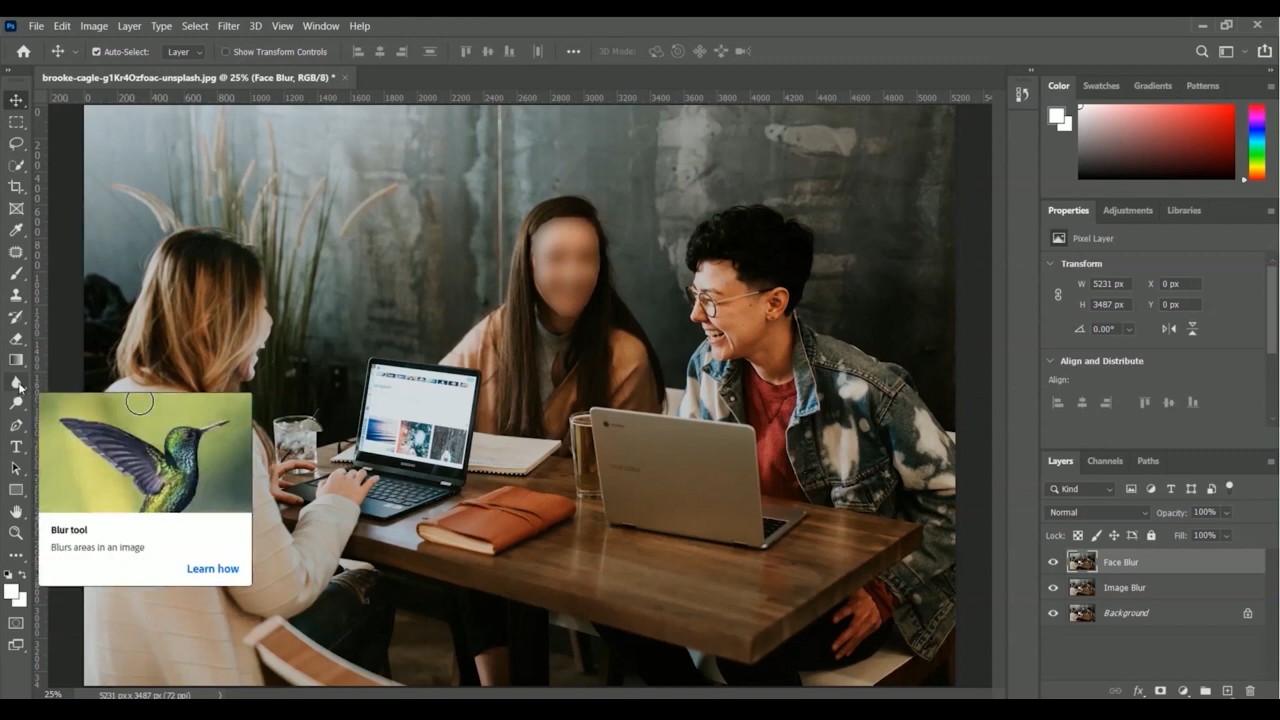 Ps File Edit Image Layer Type Select Filter 3D View Window Help
Auto-Select: Layer Show Transform Controls 3D Mode:
brooke-cagle-g1Kr4Ozfoac-unsplash.jpg @ 25% (Face Blur, RGB/8) *
200 0 200 400 600 800 1000 1200 1400 1600 1800 2000 2200 2400 2600 2800 3000 3200 3400 3600 3800 4000 4200 4400 4600 4800 5000 5200
Color Swatches Gradients Patterns
Properties Adjustments Libraries
Pixel Layer
Transform
W 5231 px X 0 px
H 3487 px Y 0 px
0.00°
Align and Distribute
Align:
Blur tool
Blurs areas in an image
Learn how
Layers Channels Paths
Kind
Normal Opacity: 100%
Lock: Fill: 100%
Face Blur
Image Blur
Background
25% 5231 px x 3487 px (72 ppi)